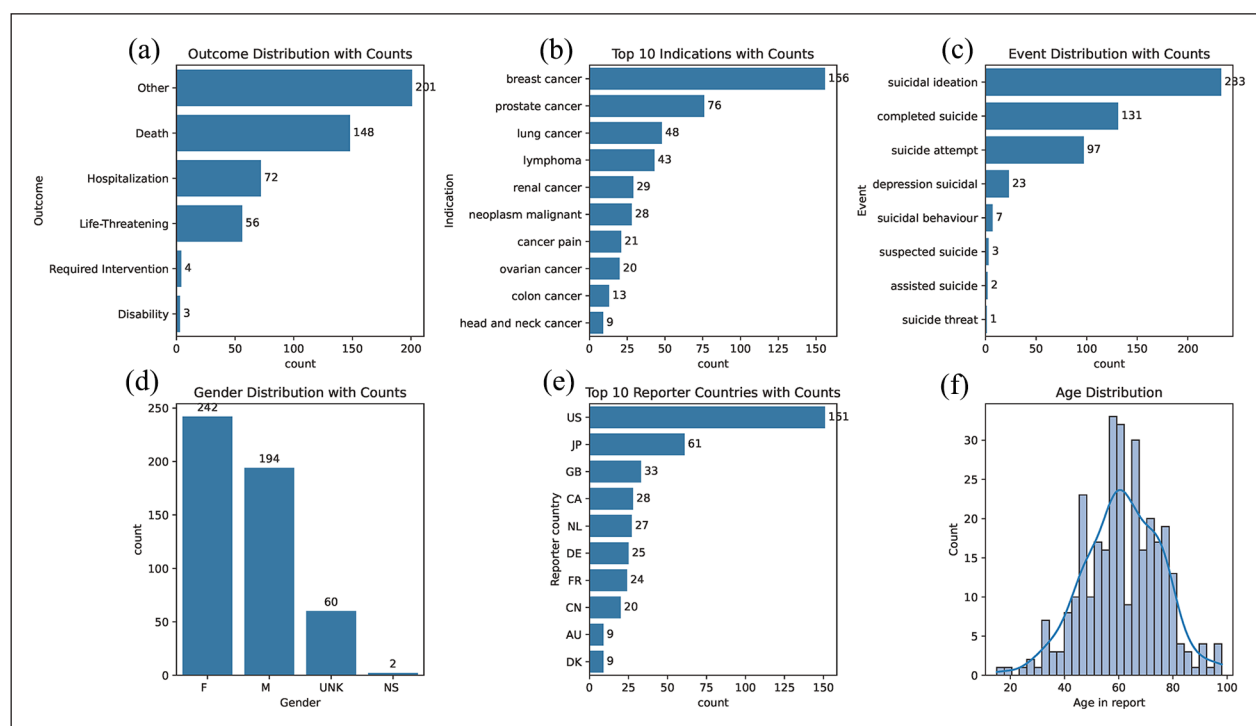 (a)
Outcome Distribution with Counts
Outcome
Other 201
Death 148
Hospitalization 72
Life-Threatening 56
Required Intervention 4
Disability 3
0 50 100 150 200
count
(b)
Top 10 Indications with Counts
Indication
breast cancer 156
prostate cancer 76
lung cancer 48
lymphoma 43
renal cancer 29
neoplasm malignant 28
cancer pain 21
ovarian cancer 20
colon cancer 13
head and neck cancer 9
0 25 50 75 100 125 150
count
(c)
Event Distribution with Counts
Event
suicidal ideation 233
completed suicide 131
suicide attempt 97
depression suicidal 23
suicidal behaviour 7
suspected suicide 3
assisted suicide 2
suicide threat 1
0 100 200
count
(d)
Gender Distribution with Counts
count
250
200
150
100
50
0
242 194 60 2
F M UNK NS
Gender
(e)
Top 10 Reporter Countries with Counts
Reporter country
US 151
JP 61
GB 33
CA 28
NL 27
DE 25
FR 24
CN 20
AU 9
DK 9
0 25 50 75 100 125 150
count
(f)
Age Distribution
Count
30
25
20
15
10
5
0
20 40 60 80 100
Age in report